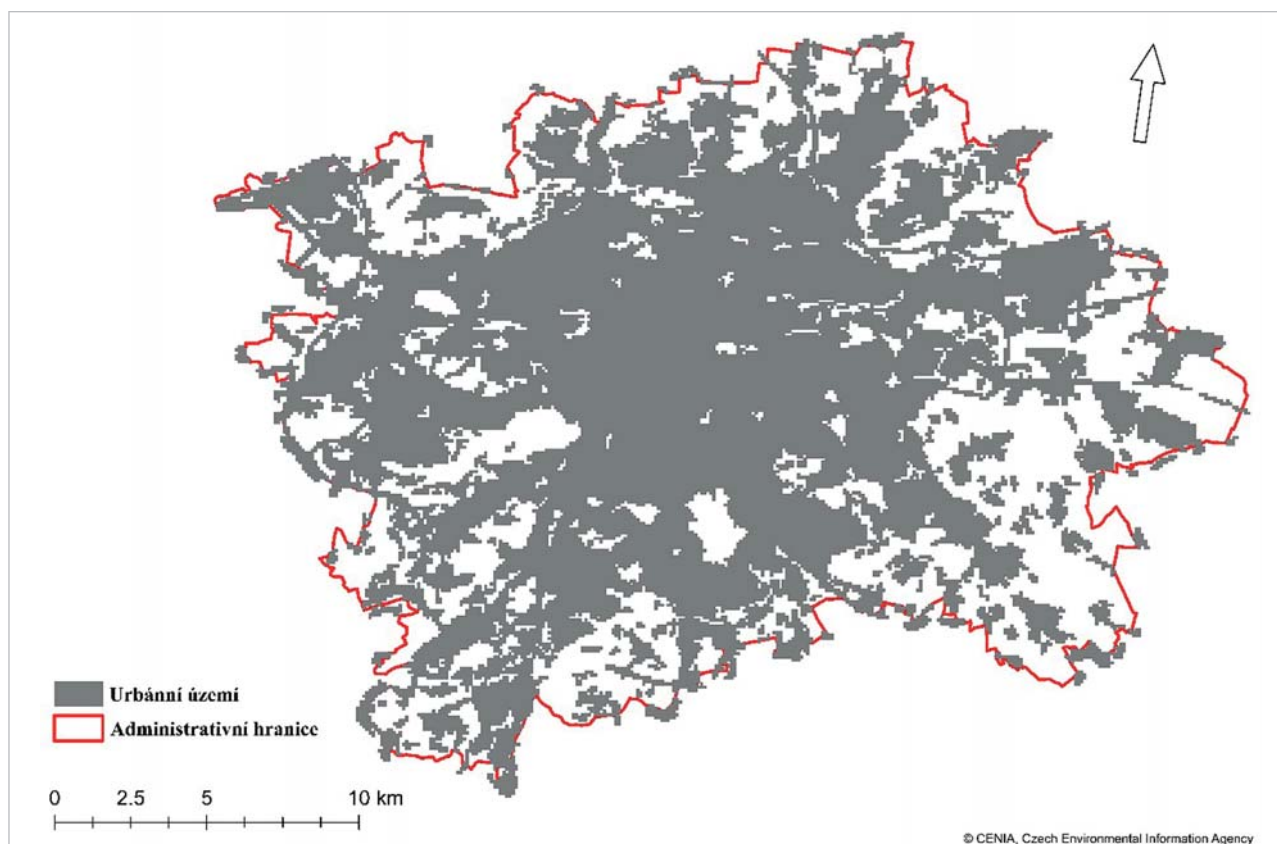 Urbánní území
Administrativní hranice
0 2.5 5 10 km
© CENIA, Czech Environmental Information Agency